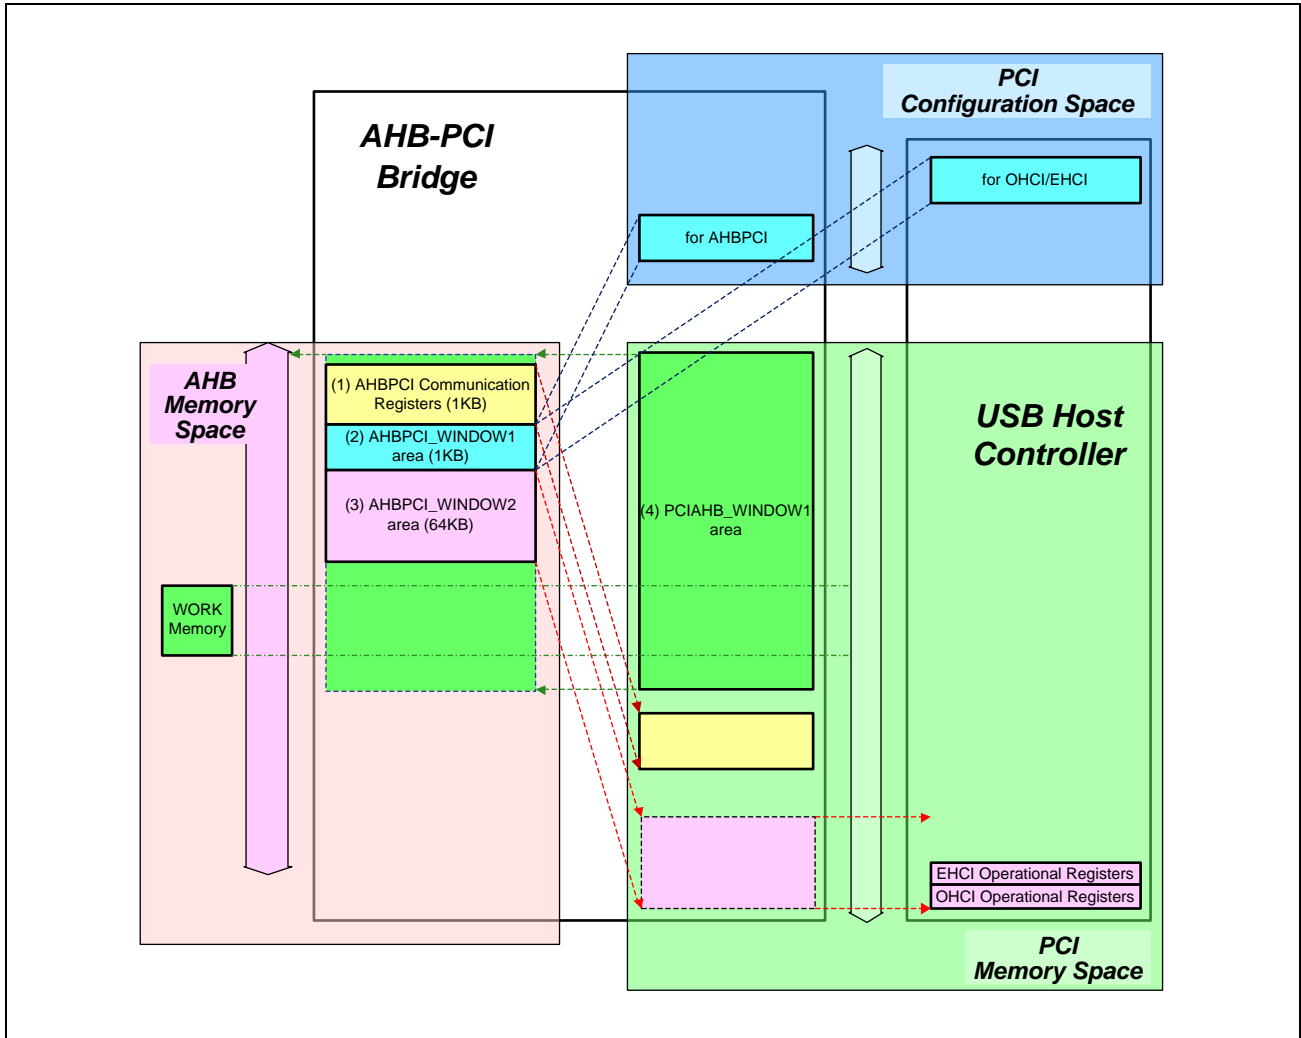 PCI
Configuration Space
AHB-PCI
Bridge
for OHCI/EHCI
for AHBPCI
AHB
Memory
Space
(1) AHBPCI Communication
Registers (1KB)
(2) AHBPCI_WINDOW1
area (1KB)
(3) AHBPCI_WINDOW2
area (64KB)
USB Host
Controller
(4) PCIAHB_WINDOW1
area
WORK
Memory
EHCI Operational Registers
OHCI Operational Registers
PCI
Memory Space